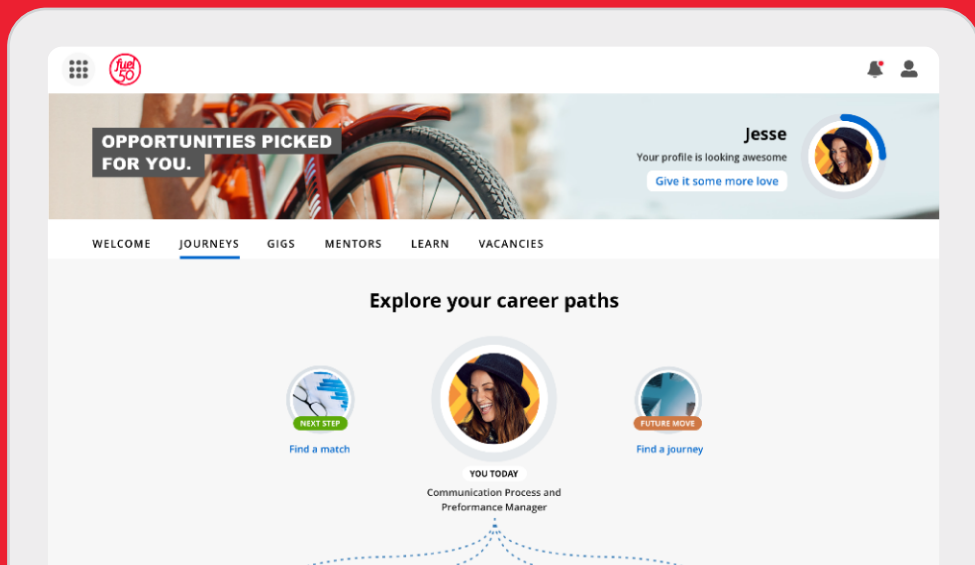 fuel
50
OPPORTUNITIES PICKED
FOR YOU.
Jesse
Your profile is looking awesome
Give it some more love
WELCOME JOURNEYS GIGS MENTORS LEARN VACANCIES
Explore your career paths
NEXT STEP
Find a match
YOU TODAY
Communication Process and
Preformance Manager
FUTURE MOVE
Find a journey